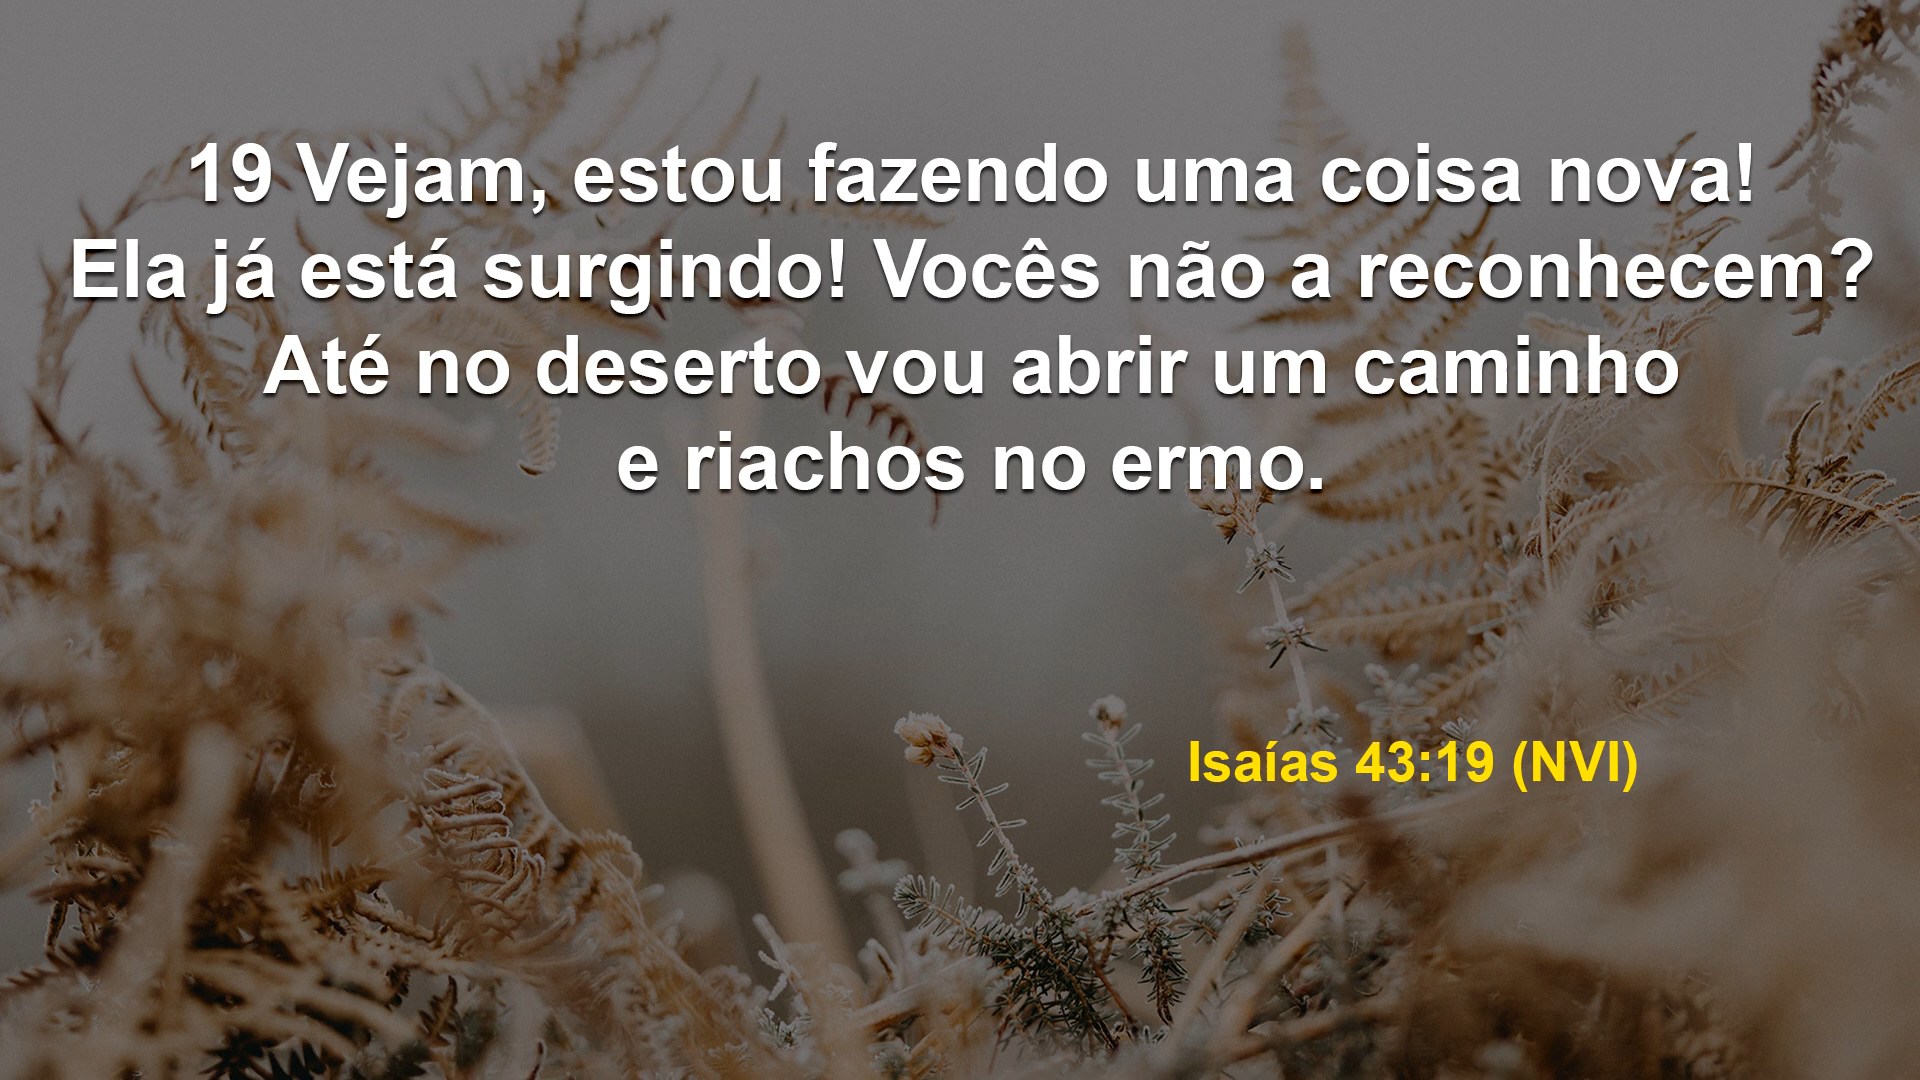 19 Vejam, estou fazendo uma coisa nova!
Ela já está surgindo! Vocês não a reconhecem?
Até no deserto vou abrir um caminho
e riachos no ermo.
Isaías 43:19 (NVI)